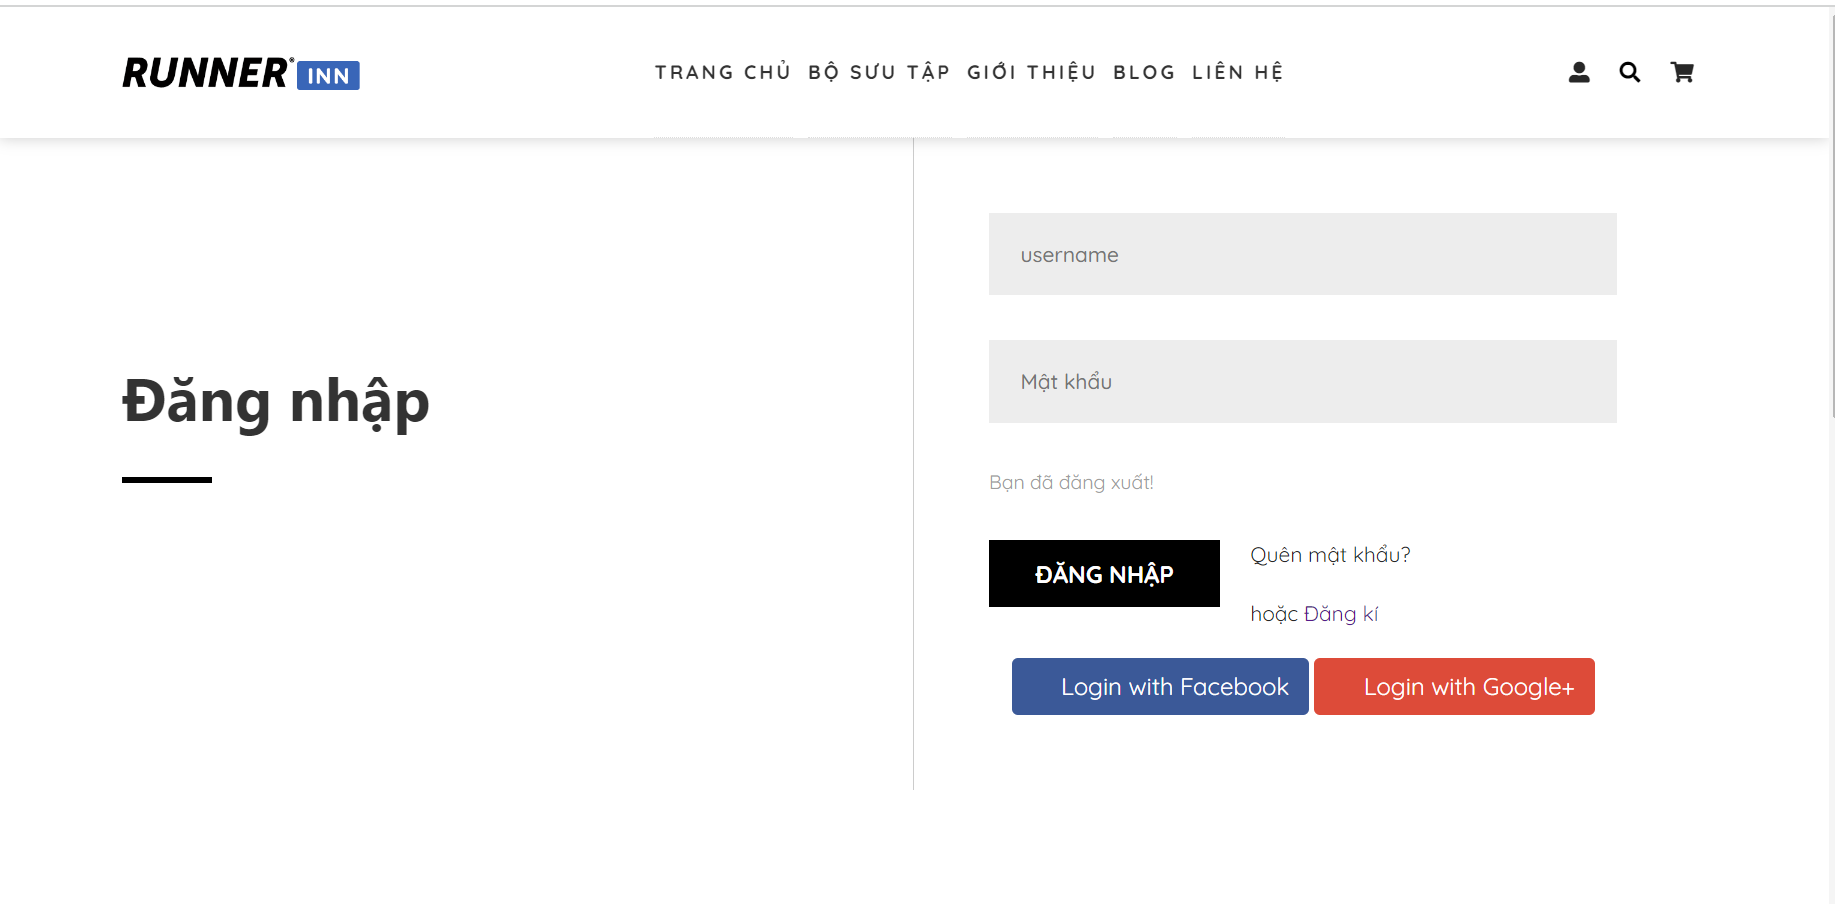 RUNNER INN
TRANG CHỦ BỘ SƯU TẬP GIỚI THIỆU BLOG LIÊN HỆ
Đăng nhập
username
Mật khẩu
Bạn đã đăng xuất!
ĐĂNG NHẬP
Quên mật khẩu?
hoặc Đăng kí
Login with Facebook
Login with Google+